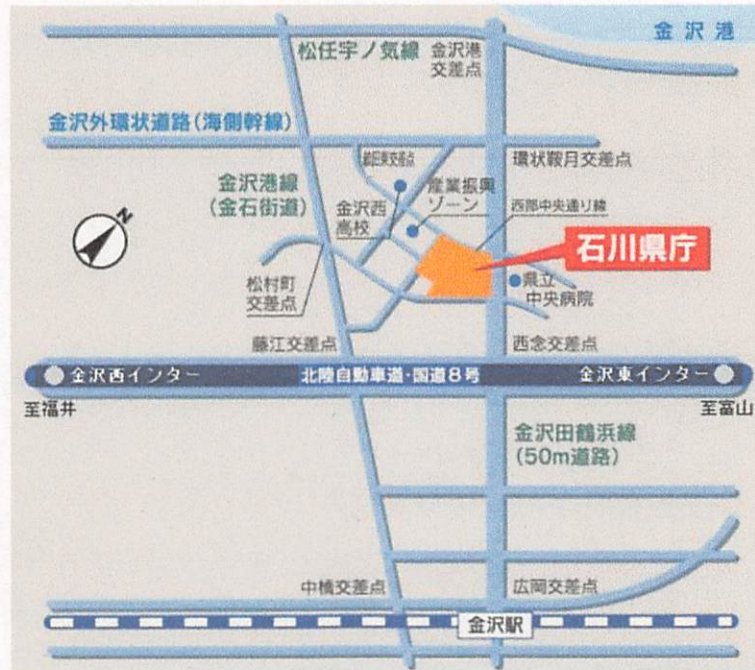 金沢港
松任宇ノ気線
金沢港
交差点
金沢外環状道路(海側幹線)
環状鞍月交差点
金沢港線
(金石街道)
金沢西
高校
産業振興
ゾーン
西部中央通り線
N
石川県庁
県立
中央病院
松村町
交差点
藤江交差点
西念交差点
金沢西インター
北陸自動車道・国道8号
金沢東インター
至福井
至富山
金沢田鶴浜線
(50m道路)
中橋交差点
広岡交差点
金沢駅